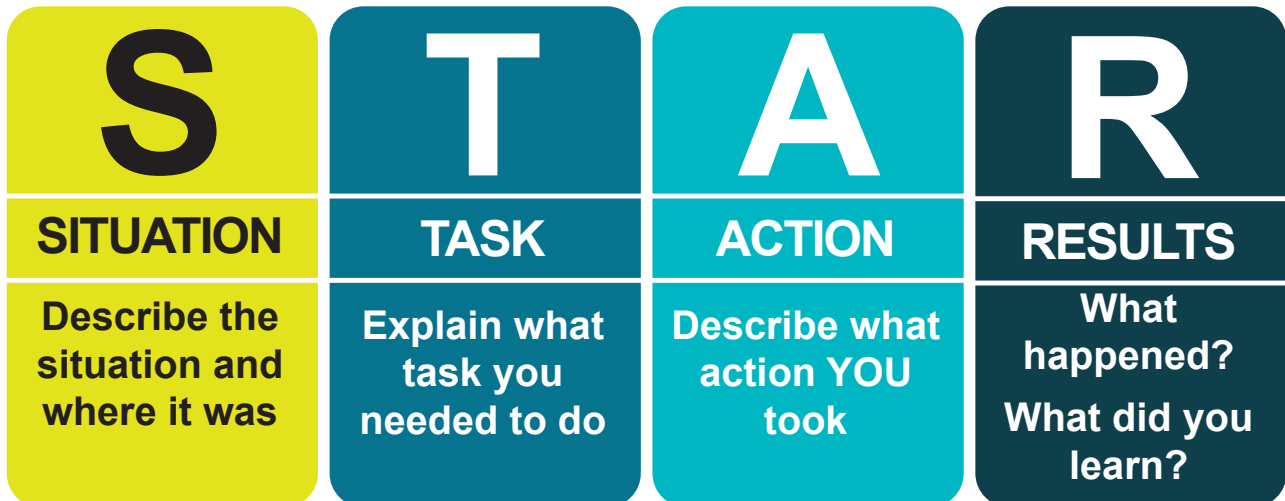 S
SITUATION
Describe the
situation and
where it was
T
TASK
Explain what
task you
needed to do
A
ACTION
Describe what
action YOU
took
R
RESULTS
What
happened?
What did you
learn?